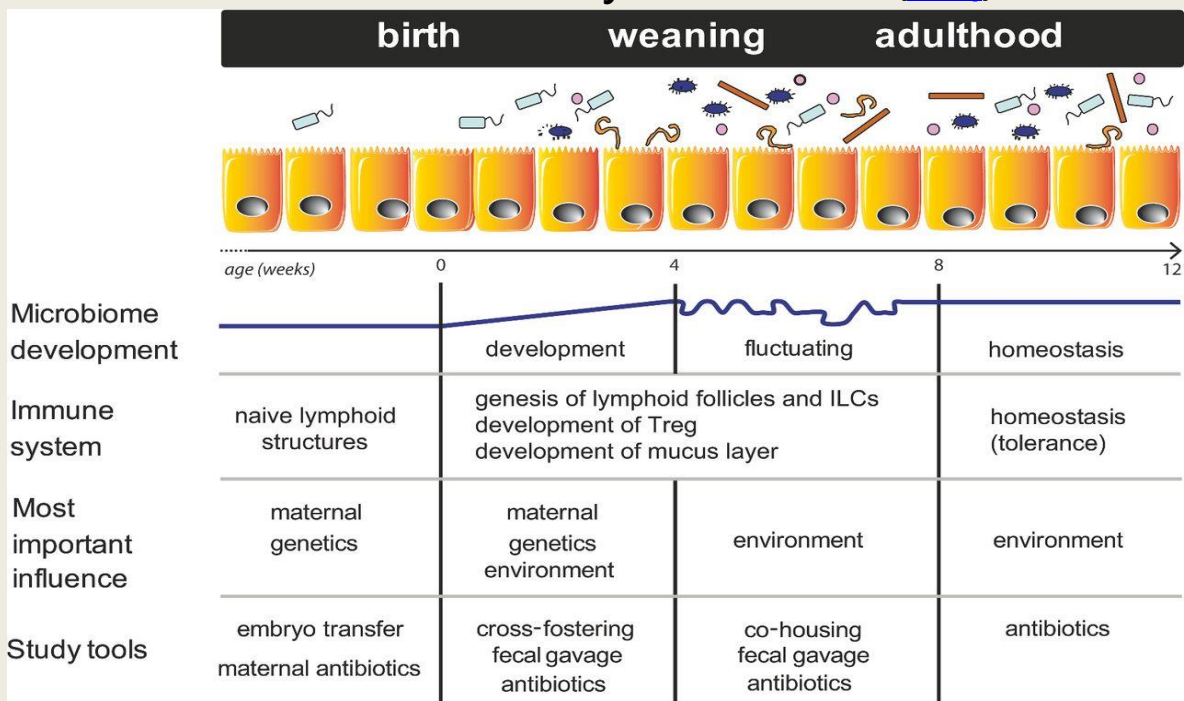 birth weaning adulthood
age (weeks) 0 4 8 12
Microbiome development
development fluctuating homeostasis
Immune system
naive lymphoid structures
genesis of lymphoid follicles and ILCs
development of Treg
development of mucus layer
homeostasis (tolerance)
Most important influence
maternal genetics
maternal genetics environment
environment
environment
Study tools
embryo transfer
maternal antibiotics
cross-fostering
fecal gavage
antibiotics
co-housing
fecal gavage
antibiotics
antibiotics